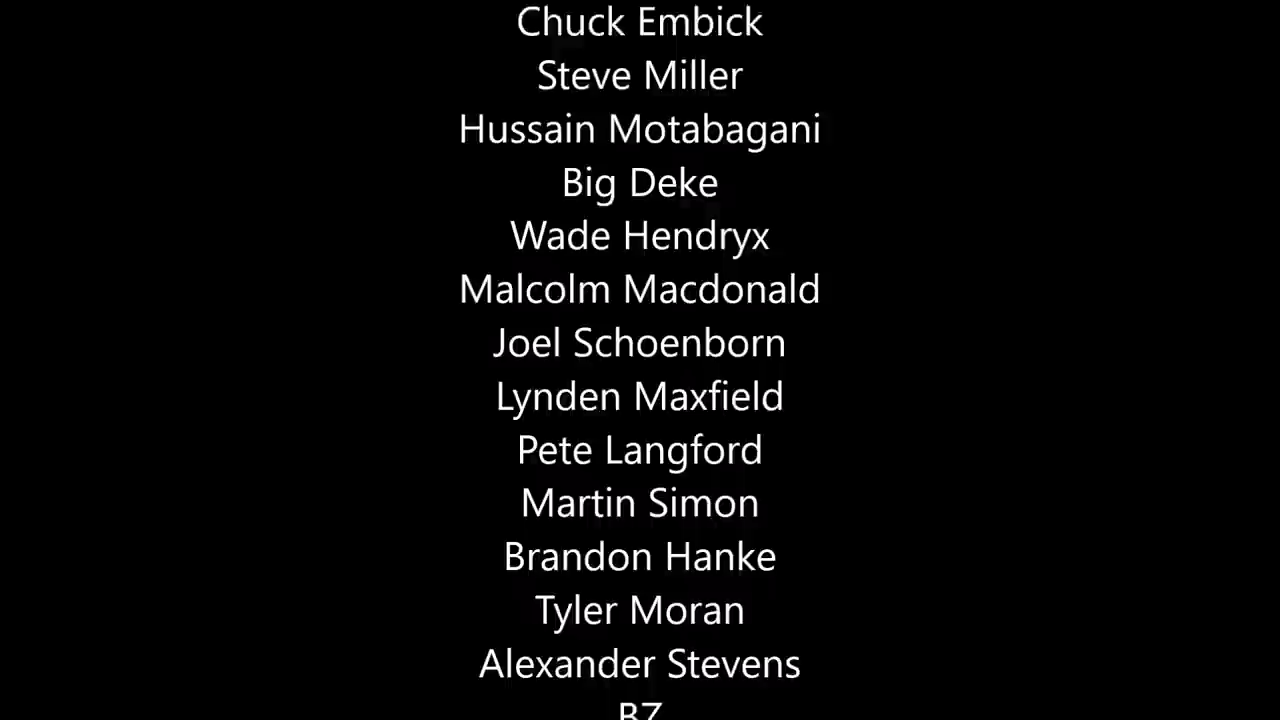 Chuck Embick
Steve Miller
Hussain Motabagani
Big Deke
Wade Hendryx
Malcolm Macdonald
Joel Schoenborn
Lynden Maxfield
Pete Langford
Martin Simon
Brandon Hanke
Tyler Moran
Alexander Stevens
BZ